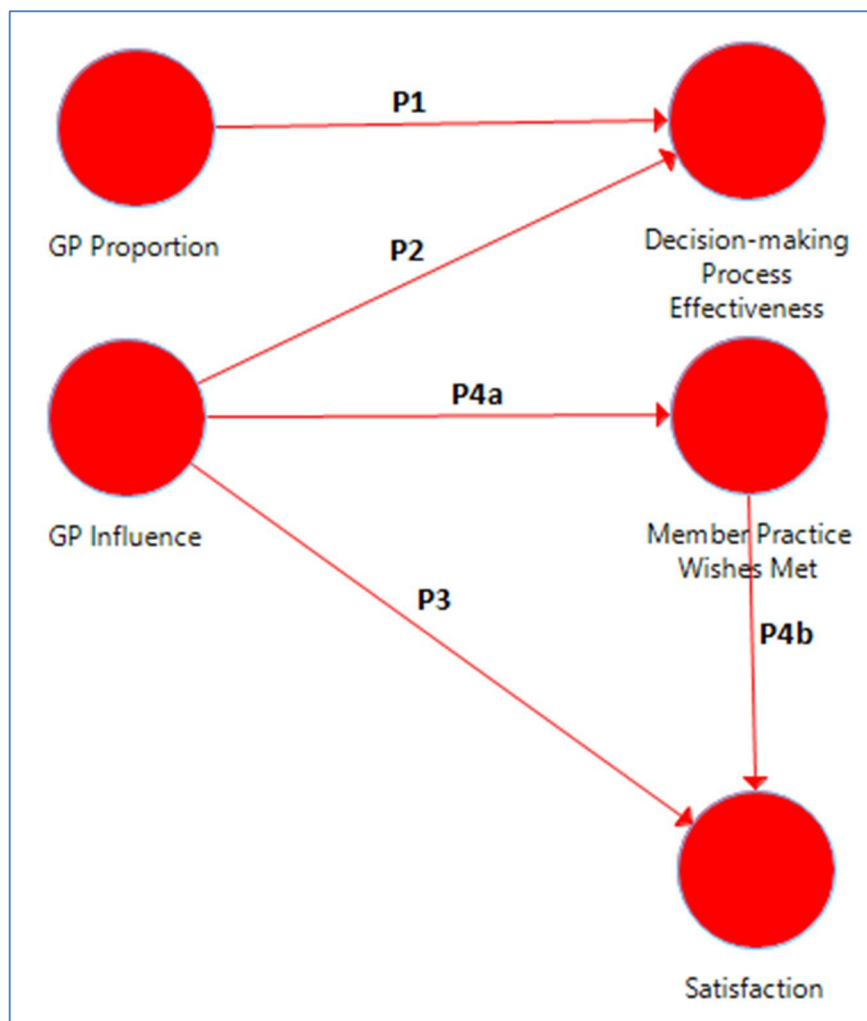 P1
GP Proportion
Decision-making
Process
Effectiveness
P2
P4a
GP Influence
Member Practice
Wishes Met
P3
P4b
Satisfaction